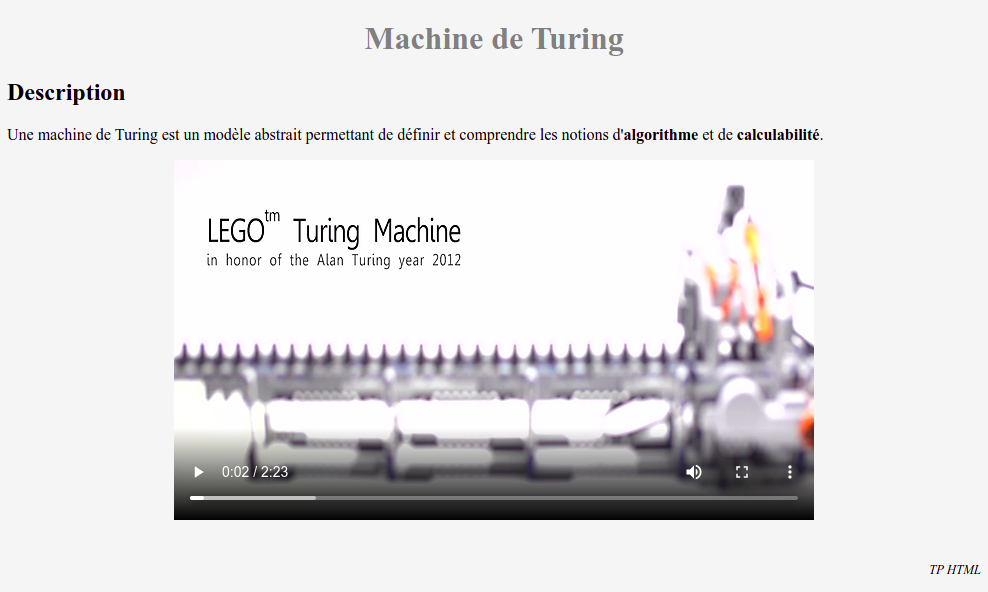 Machine de Turing
Description
Une machine de Turing est un modèle abstrait permettant de définir et comprendre les notions d'algorithme et de calculabilité.
LEGO™ Turing Machine
in honor of the Alan Turing year 2012
0:02 / 2:23
TP HTML